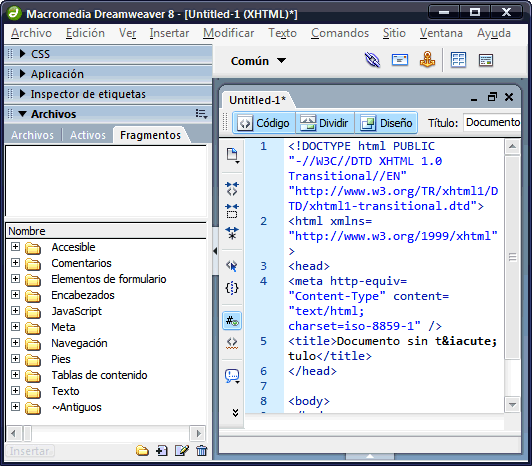 Macromedia Dreamweaver 8 - [Untitled-1 (XHTML)*]
Archivo Edición Ver Insertar Modificar Texto Comandos Sitio Ventana Ayuda
CSS
Aplicación
Inspector de etiquetas
Archivos
Archivos Activos Fragmentos
Nombre
Accesible
Comentarios
Elementos de formulario
Encabezados
JavaScript
Meta
Navegación
Pies
Tablas de contenido
Texto
~Antiguos
Insertar
Común
Untitled-1*
Código Dividir Diseño Título: Documento
1 <!DOCTYPE html PUBLIC
"-//W3C//DTD XHTML 1.0
Transitional//EN"
"http://www.w3.org/TR/xhtml1/D
TD/xhtml1-transitional.dtd">
2 <html xmlns=
"http://www.w3.org/1999/xhtml"
>
3 <head>
4 <meta http-equiv=
"Content-Type" content=
"text/html;
charset=iso-8859-1" />
5 <title>Documento sin t&iacute;
tulo</title>
6 </head>
7
8 <body>